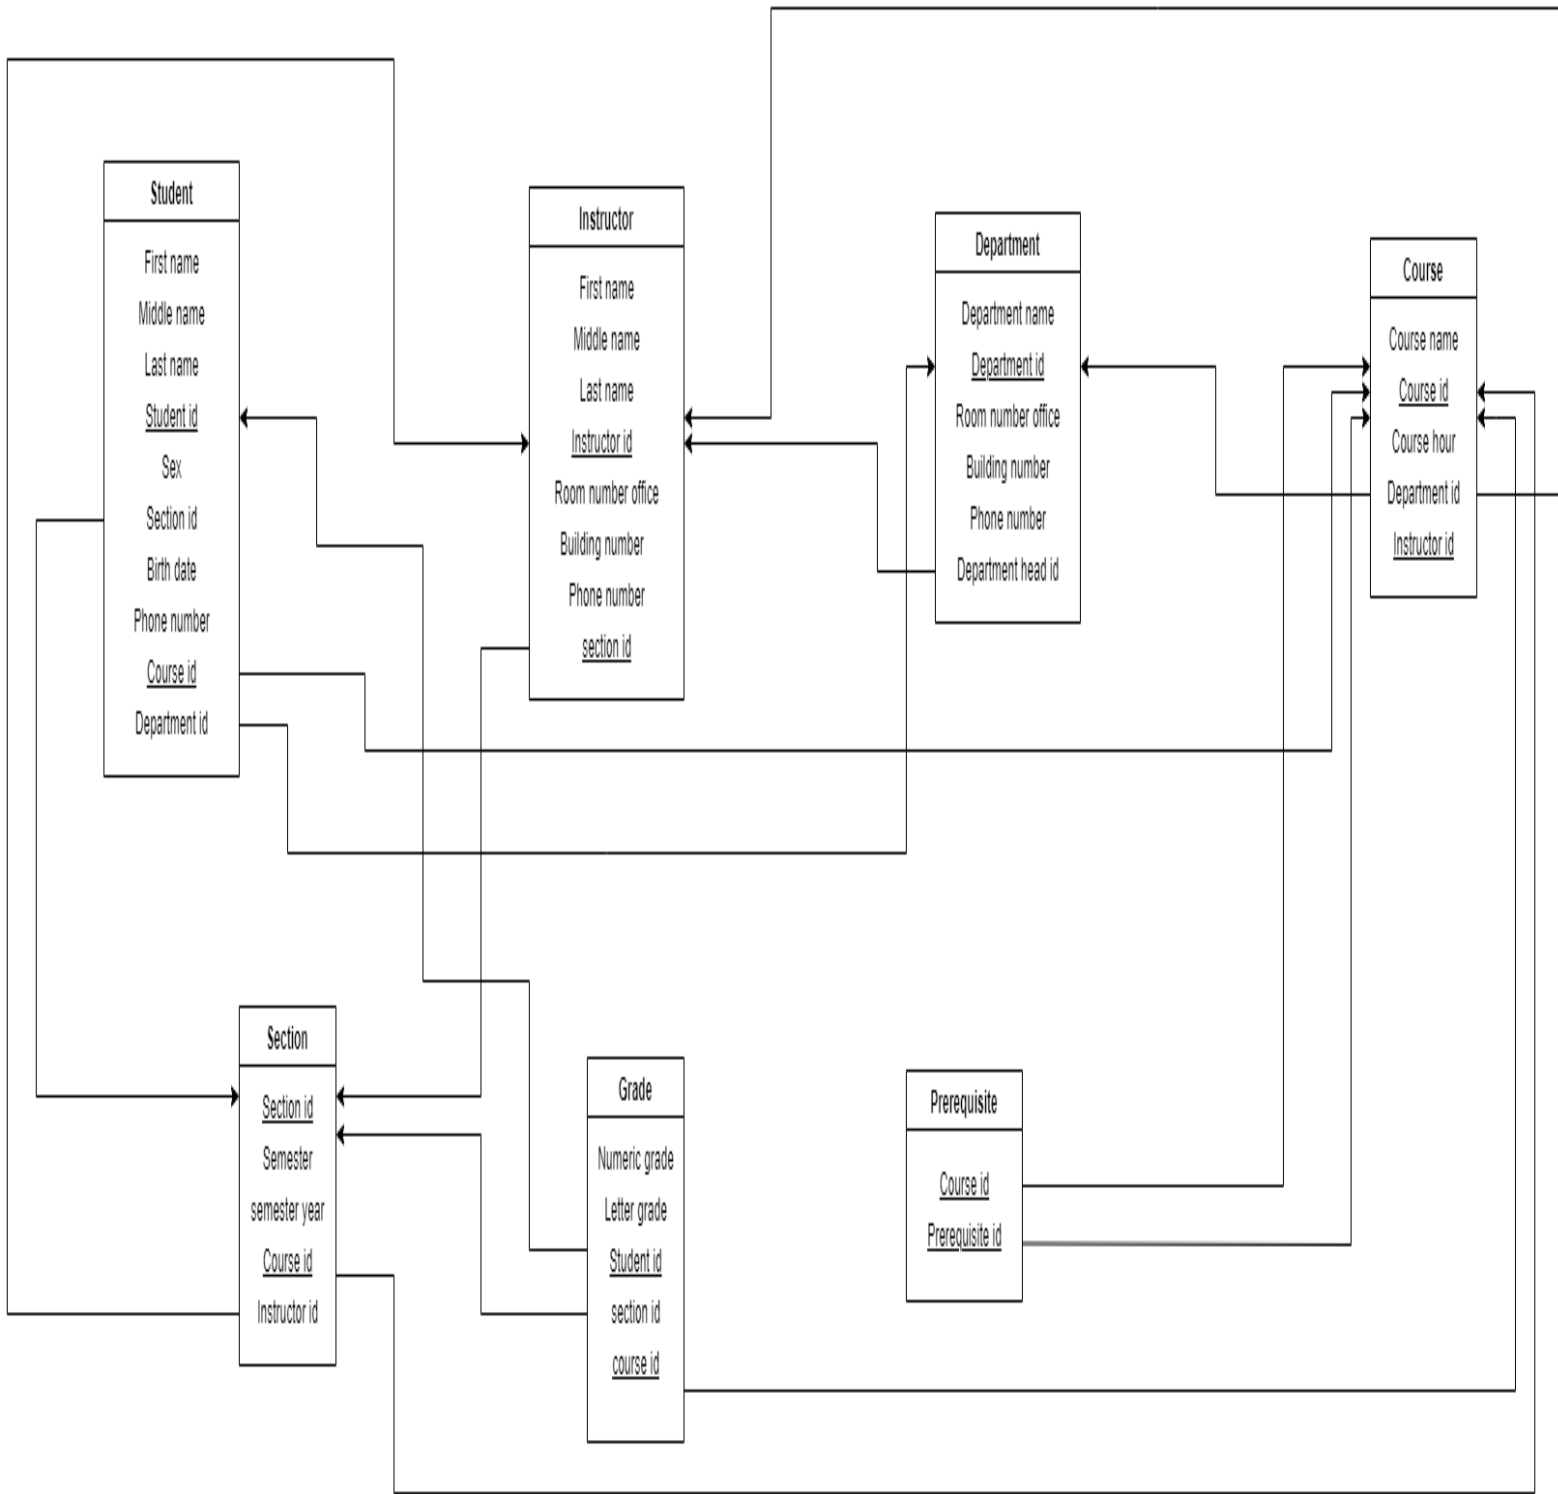 Student
First name
Middle name
Last name
Student id
Sex
Section id
Birth date
Phone number
Course id
Department id
Instructor
First name
Middle name
Last name
Instructor id
Room number office
Building number
Phone number
section id
Department
Department name
Department id
Room number office
Building number
Phone number
Department head id
Course
Course name
Course id
Course hour
Department id
Instructor id
Section
Section id
Semester
semester year
Course id
Instructor id
Grade
Numeric grade
Letter grade
Student id
section id
course id
Prerequisite
Course id
Prerequisite id